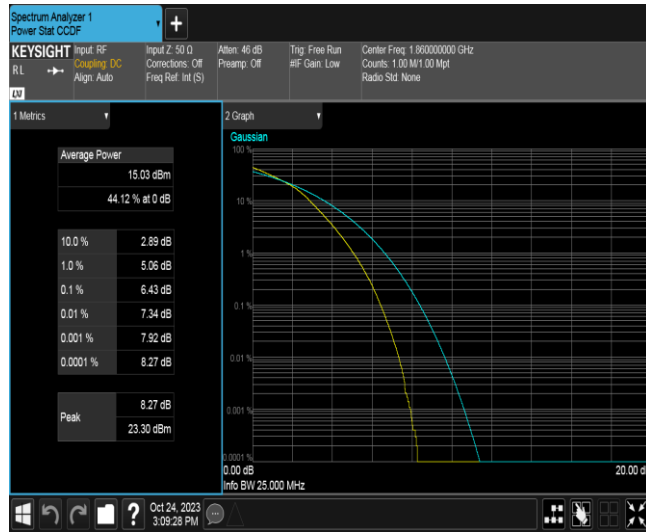 Spectrum Analyzer 1
Power Stat CCDF
+
KEYSIGHT
R L
LXI
Input: RF
Coupling: DC
Align: Auto
Input Z: 50 Ω
Corrections: Off
Freq Ref: Int (S)
Atten: 46 dB
Preamp: Off
Trig: Free Run
#IF Gain: Low
Center Freq: 1.860000000 GHz
Counts: 1.00 M/1.00 Mpt
Radio Std: None
1 Metrics
Average Power
15.03 dBm
44.12 % at 0 dB
10.0 % 2.89 dB
1.0 % 5.06 dB
0.1 % 6.43 dB
0.01 % 7.34 dB
0.001 % 7.92 dB
0.0001 % 8.27 dB
Peak
8.27 dB
23.30 dBm
2 Graph
Gaussian
100 %
10 %
1 %
0.1 %
0.01 %
0.001 %
0.0001 %
0.00 dB
20.00 d
Info BW 25.000 MHz
?
Oct 24, 2023
3:09:28 PM